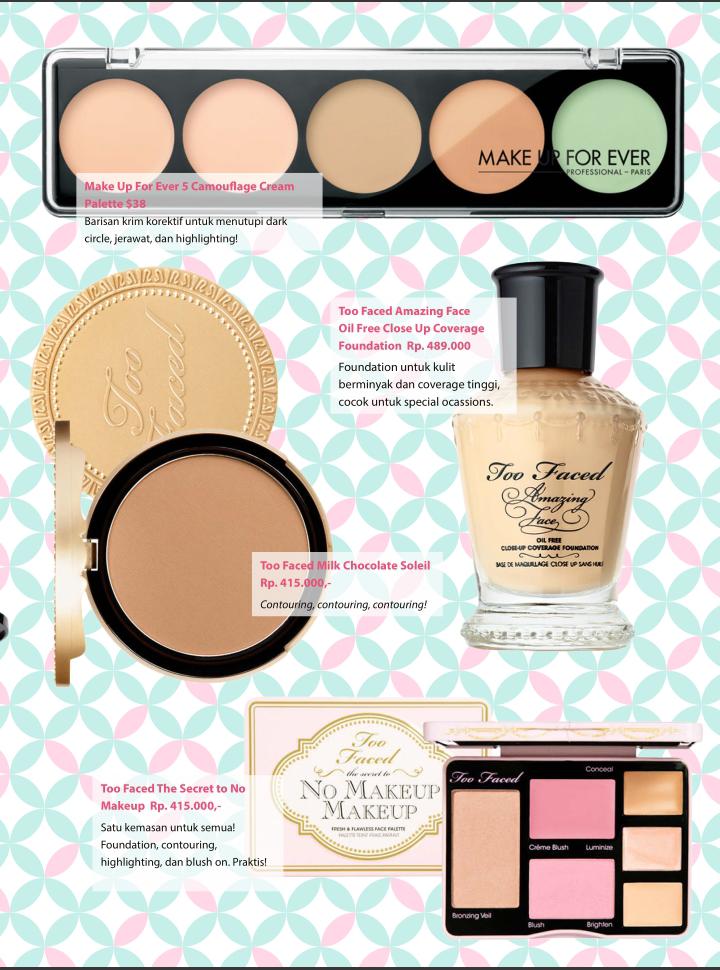 MAKE UP FOR EVER
PROFESSIONAL – PARIS
Make Up For Ever 5 Camouflage Cream
Palette $38
Barisan krim korektif untuk menutupi dark
circle, jerawat, dan highlighting!
Too Faced
Too Faced Amazing Face
Oil Free Close Up Coverage
Foundation Rp. 489.000
Foundation untuk kulit
berminyak dan coverage tinggi,
cocok untuk special ocassions.
Too Faced
Amazing
Face
OIL FREE
CLOSE-UP COVERAGE FOUNDATION
BASE DE MAQUILLAGE CLOSE UP SANS HUILE
Too Faced Milk Chocolate Soleil
Rp. 415.000,-
Contouring, contouring, contouring!
Too
Faced
the secret to
NO MAKEUP
MAKEUP
FRESH & FLAWLESS FACE PALETTE
Too Faced The Secret to No
Makeup Rp. 415.000,-
Satu kemasan untuk semua!
Foundation, contouring,
highlighting, dan blush on. Praktis!
Too Faced
Conceal
Crème Blush
Luminize
Bronzing Veil
Blush
Brighten